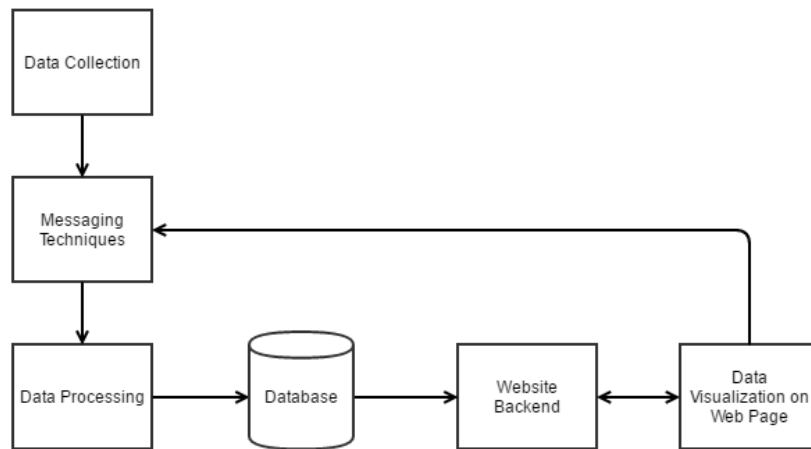 Data Collection
Messaging
Techniques
Data Processing
Database
Website
Backend
Data
Visualization on
Web Page